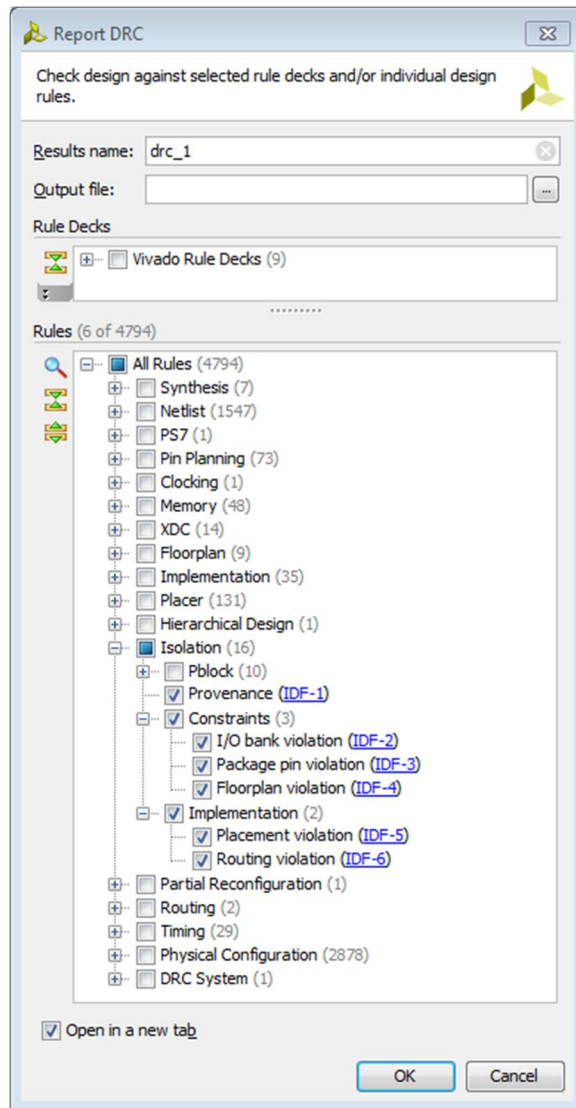 Report DRC
Check design against selected rule decks and/or individual design
rules.
Results name: drc_1
Output file:
...
Rule Decks
Vivado Rule Decks (9)
Rules (6 of 4794)
All Rules (4794)
Synthesis (7)
Netlist (1547)
PS7 (1)
Pin Planning (73)
Clocking (1)
Memory (48)
XDC (14)
Floorplan (9)
Implementation (35)
Placer (131)
Hierarchical Design (1)
Isolation (16)
Pblock (10)
Provenance (IDF-1)
Constraints (3)
I/O bank violation (IDF-2)
Package pin violation (IDF-3)
Floorplan violation (IDF-4)
Implementation (2)
Placement violation (IDF-5)
Routing violation (IDF-6)
Partial Reconfiguration (1)
Routing (2)
Timing (29)
Physical Configuration (2878)
DRC System (1)
Open in a new tab
OK Cancel